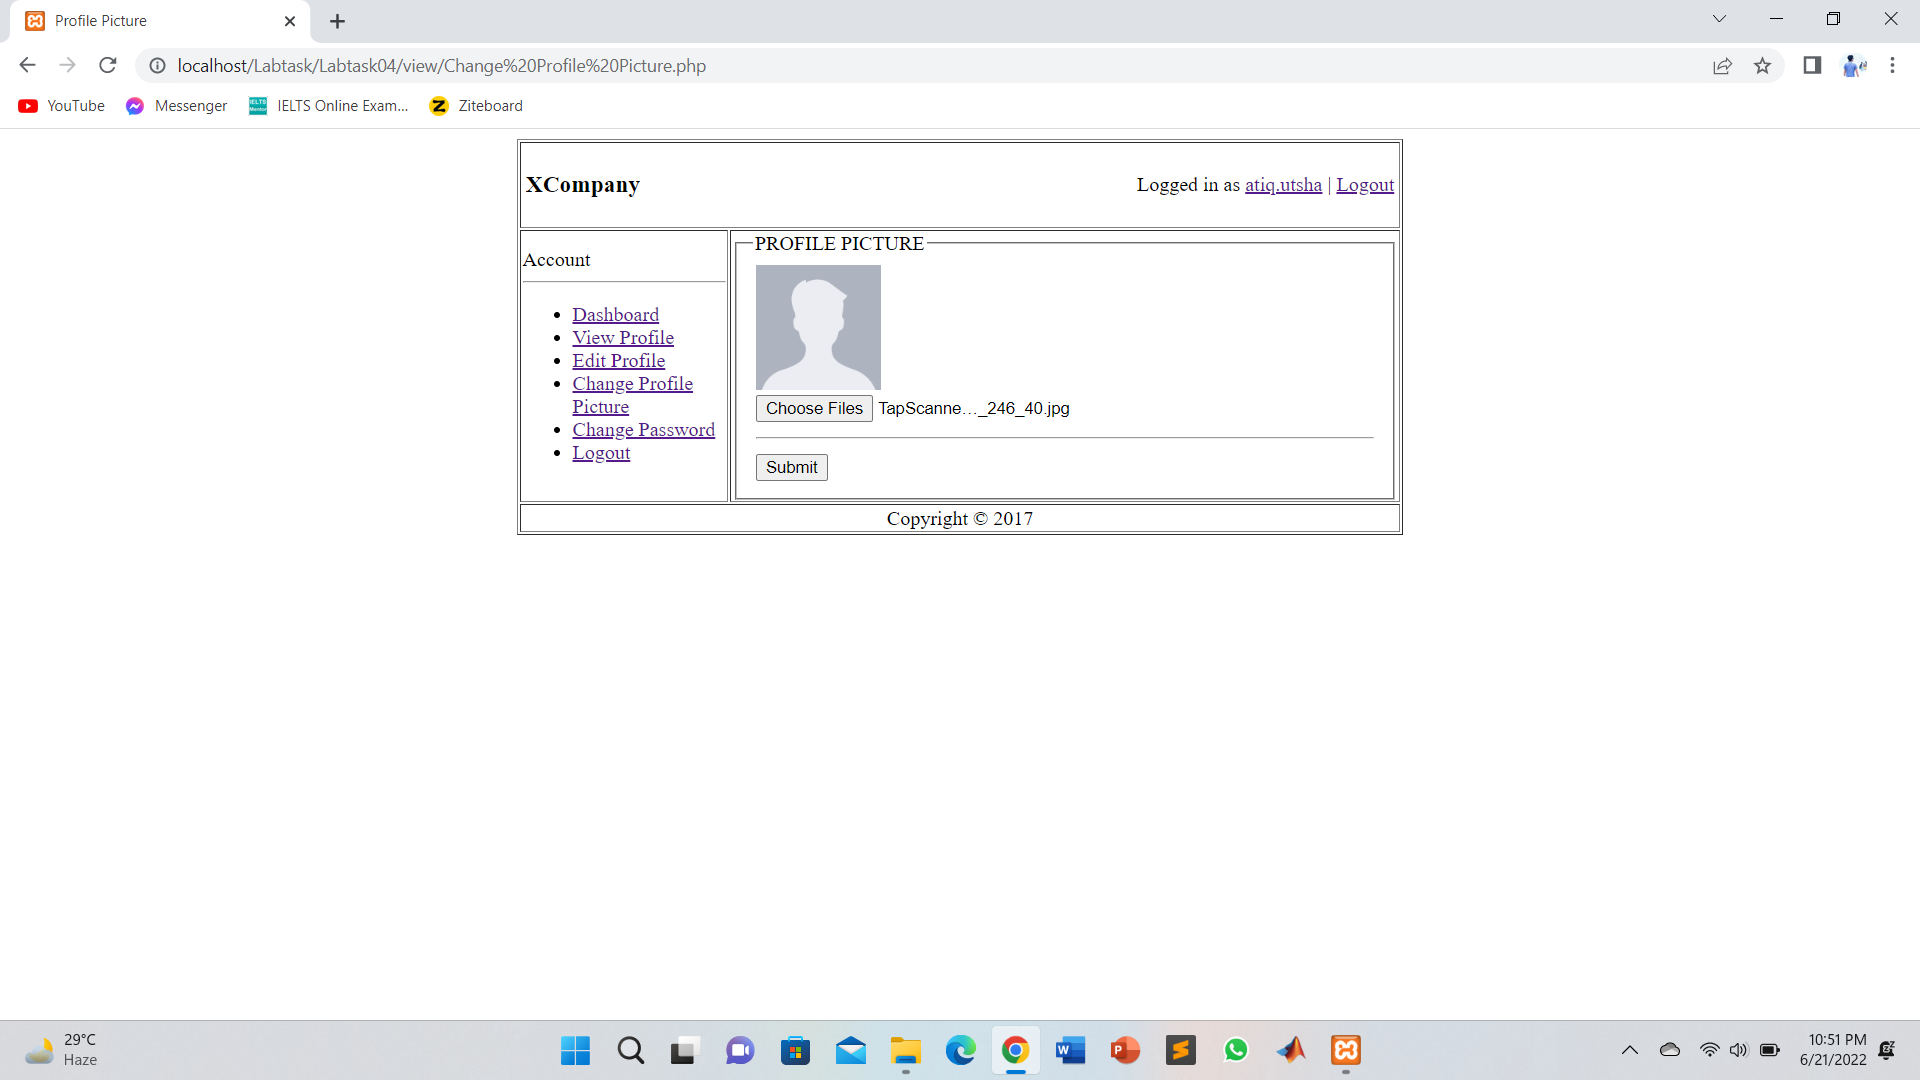 Profile Picture
localhost/Labtask/Labtask04/view/Change%20Profile%20Picture.php
YouTube Messenger IELTS Online Exam... Ziteboard
XCompany
Logged in as atiq.utsha | Logout
Account
Dashboard
View Profile
Edit Profile
Change Profile
Picture
Change Password
Logout
PROFILE PICTURE
Choose Files TapScanne…_246_40.jpg
Submit
Copyright © 2017
29°C
Haze
10:51 PM
6/21/2022